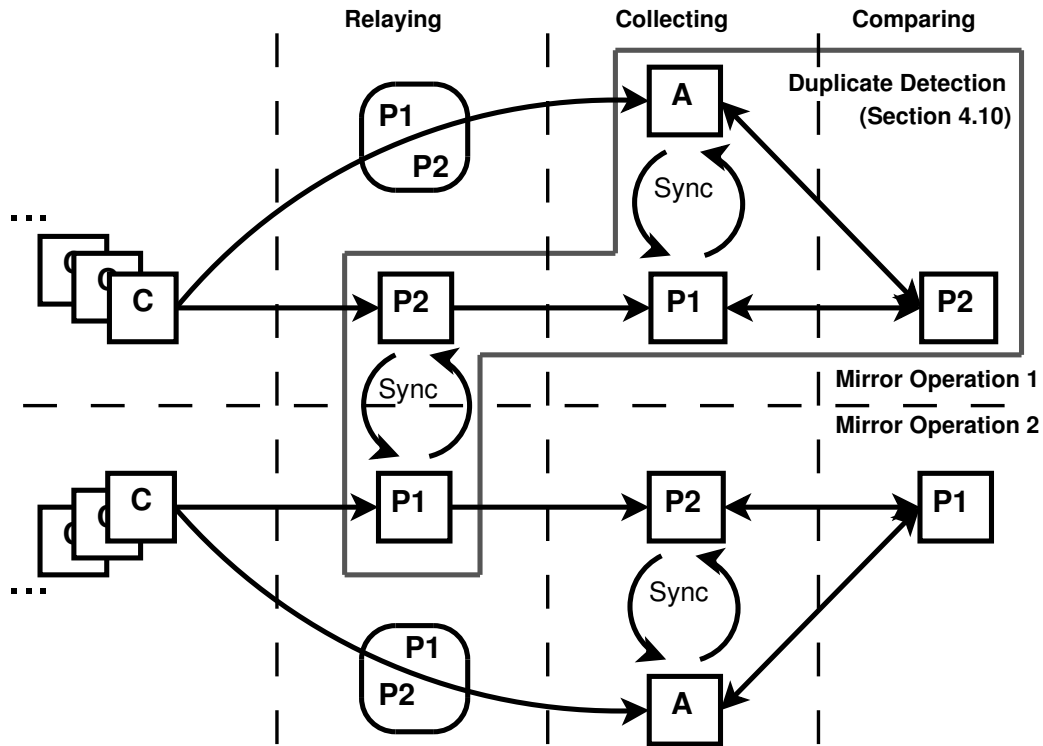 Relaying
Collecting
Comparing
Duplicate Detection
(Section 4.10)
A
P1
P2
Sync
...
C
P2
P1
P2
Sync
Mirror Operation 1
Mirror Operation 2
C
P1
P2
P1
...
Sync
P1
P2
A